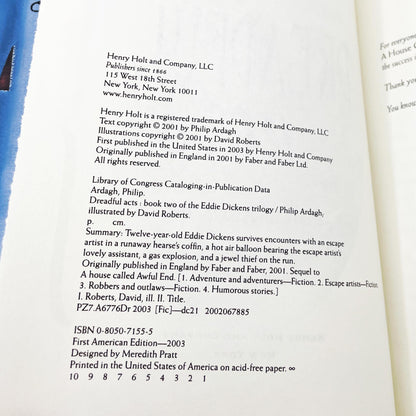 Henry Holt and Company, LLC
Publishers since 1866
115 West 18th Street
New York, New York 10011
www.henryholt.com
Henry Holt is a registered trademark of Henry Holt and Company, LLC
Text copyright © 2001 by Philip Ardagh
Illustrations copyright © 2001 by David Roberts
First published in the United States in 2003 by Henry Holt and Company
Originally published in England in 2001 by Faber and Faber Ltd.
All rights reserved.
Library of Congress Cataloging-in-Publication Data
Ardagh, Philip.
Dreadful acts : book two of the Eddie Dickens trilogy / Philip Ardagh,
illustrated by David Roberts.
p. cm.
Summary: Twelve-year-old Eddie Dickens survives encounters with an escape
artist in a runaway hearse's coffin, a hot air balloon bearing the escape artist's
lovely assistant, a gas explosion, and a jewel thief on the run.
Originally published in England by Faber and Faber, 2001. Sequel to
A house called Awful End. [1. Adventure and adventurers—Fiction. 2. Escape artists—Fiction.
3. Robbers and outlaws—Fiction. 4. Humorous stories.]
I. Roberts, David, ill. II. Title.
PZ7.A6776Dr 2003 [Fic]—dc21 2002067885
ISBN 0-8050-7155-5
First American Edition—2003
Designed by Meredith Pratt
Printed in the United States of America on acid-free paper. ∞
10 9 8 7 6 5 4 3 2 1
For everyone
A House
the success
Thank you
You know